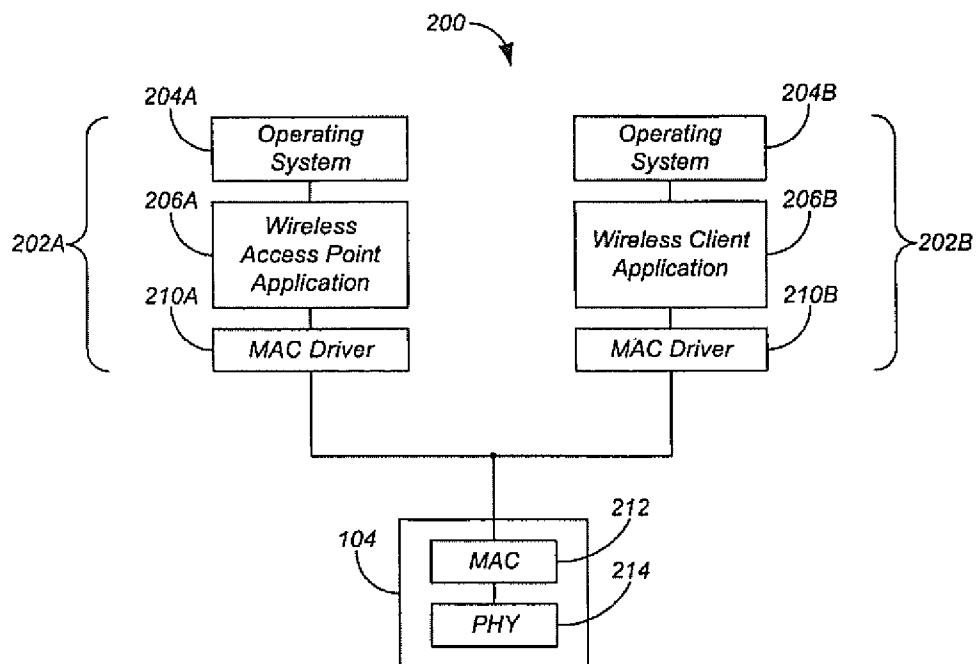 200
204A
204B
Operating
System
Operating
System
206A
206B
Wireless
Access Point
Application
Wireless Client
Application
202A
202B
210A
210B
MAC Driver
MAC Driver
212
104
MAC
214
PHY